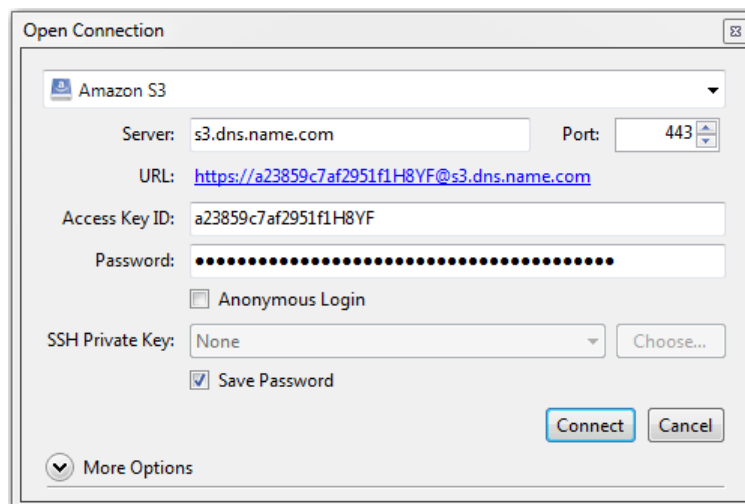 Open Connection
Amazon S3
Server: s3.dns.name.com Port: 443
URL: https://a23859c7af2951f1H8YF@s3.dns.name.com
Access Key ID: a23859c7af2951f1H8YF
Password: ••••••••••••••••••••••••••••••••••••••••
Anonymous Login
SSH Private Key: None Choose...
Save Password
Connect Cancel
More Options